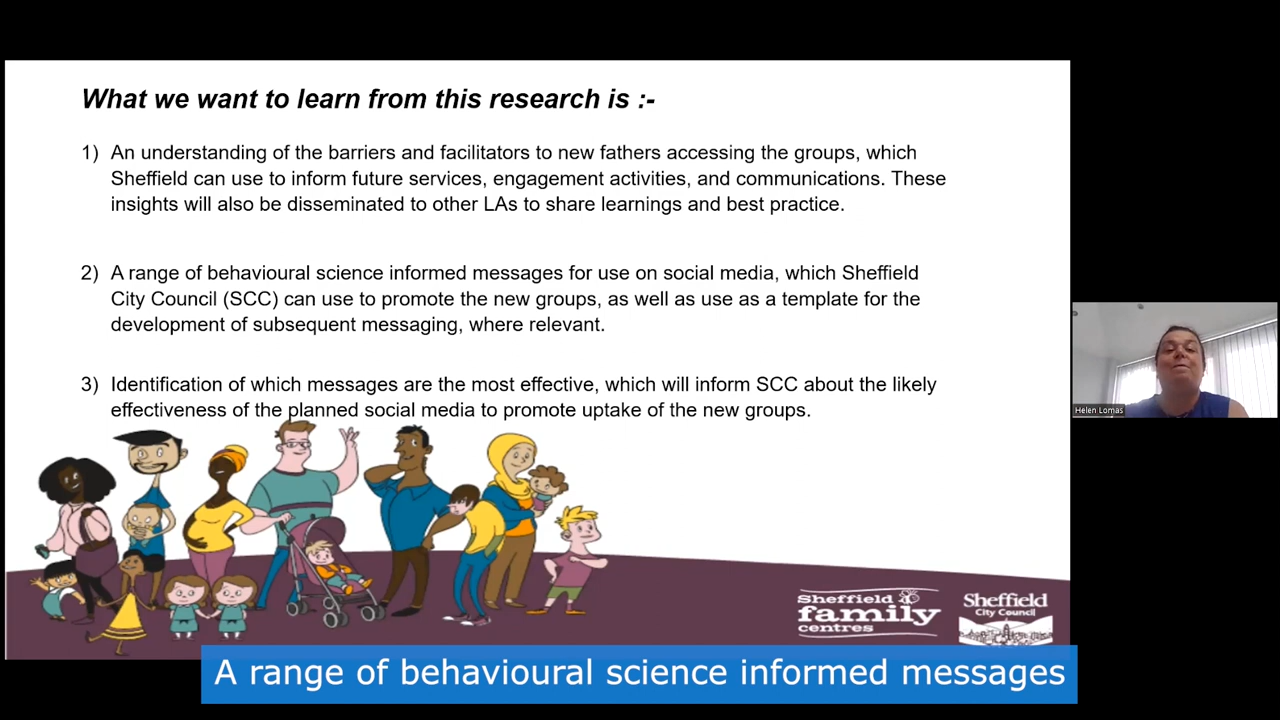 What we want to learn from this research is :-
1) An understanding of the barriers and facilitators to new fathers accessing the groups, which
Sheffield can use to inform future services, engagement activities, and communications. These
insights will also be disseminated to other LAs to share learnings and best practice.
2) A range of behavioural science informed messages for use on social media, which Sheffield
City Council (SCC) can use to promote the new groups, as well as use as a template for the
development of subsequent messaging, where relevant.
3) Identification of which messages are the most effective, which will inform SCC about the likely
effectiveness of the planned social media to promote uptake of the new groups.
Helen Lomas
Sheffield
family
centres
Sheffield
City Council
A range of behavioural science informed messages